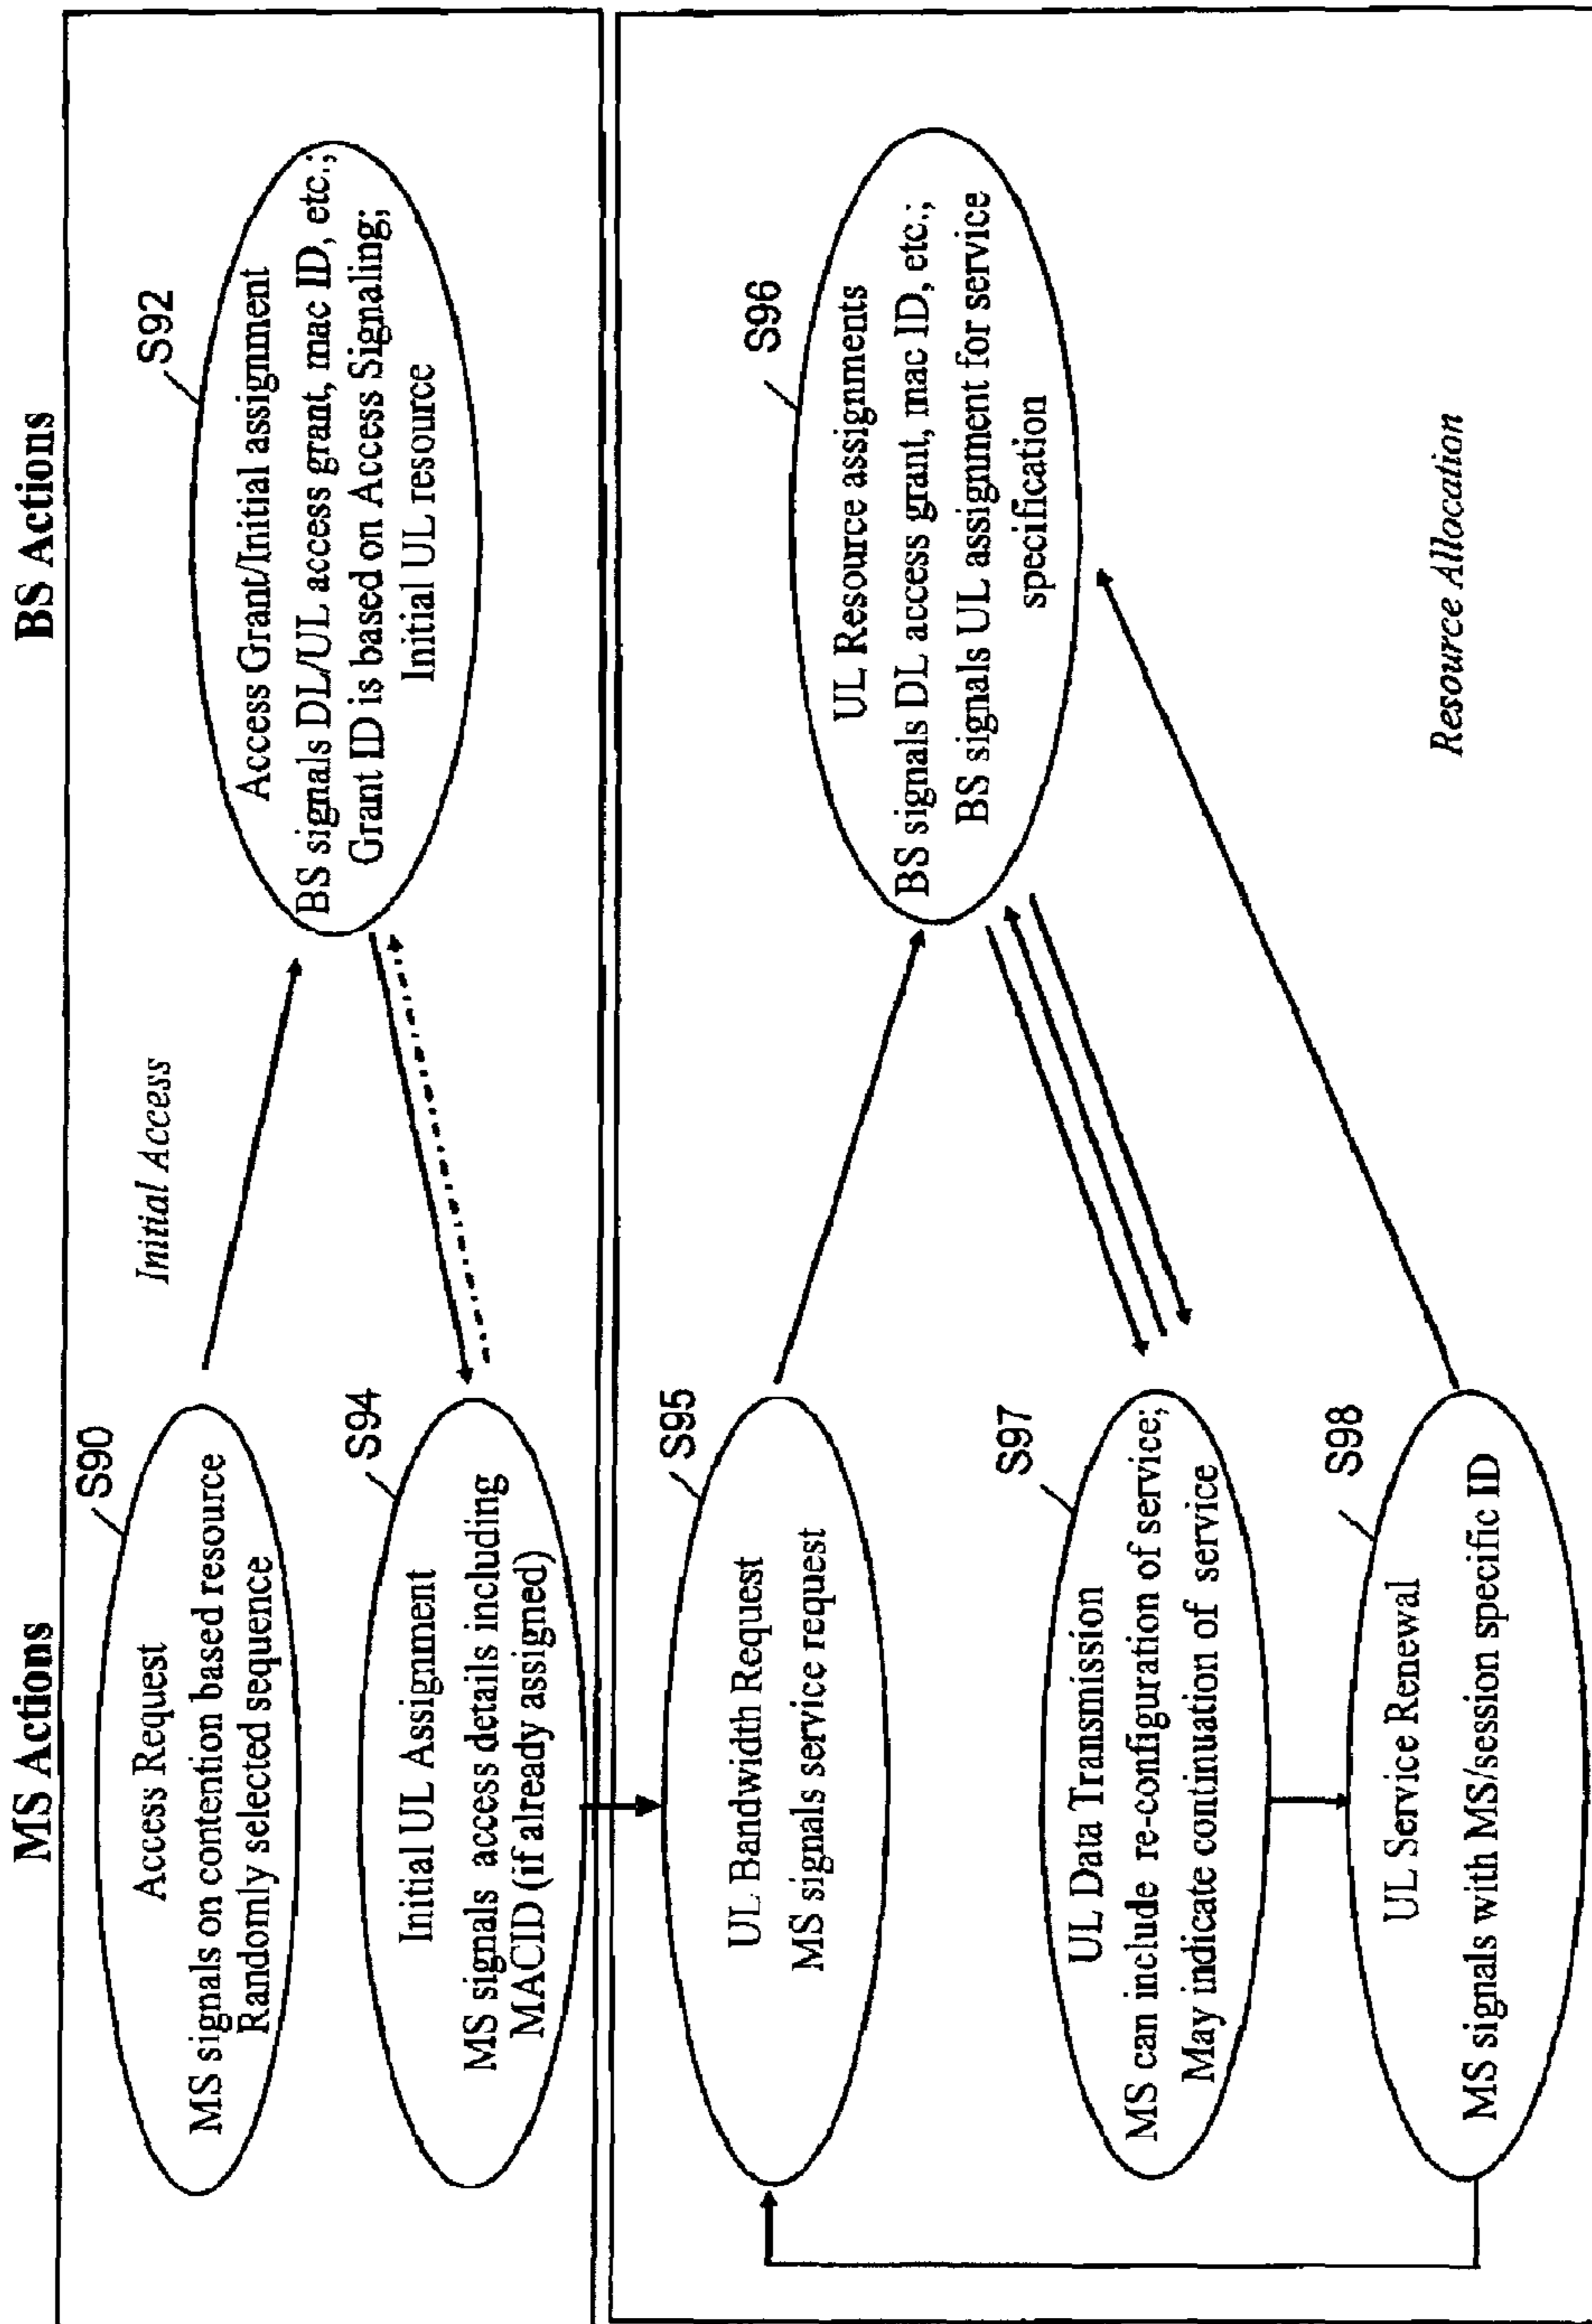 MS Actions
BS Actions
Initial Access
S90
Access Request
MS signals on contention based resource
Randomly selected sequence
S92
Access Grant/Initial assignment
BS signals DL/UL access grant, mac ID, etc.;
Grant ID is based on Access Signaling;
Initial UL resource
S94
Initial UL Assignment
MS signals access details including
MACID (if already assigned)
S95
UL Bandwidth Request
MS signals service request
S96
UL Resource assignments
BS signals DL access grant, mac ID, etc.;
BS signals UL assignment for service
specification
S97
UL Data Transmission
MS can include re-configuration of service;
May indicate continuation of service
S98
UL Service Renewal
MS signals with MS/session specific ID
Resource Allocation